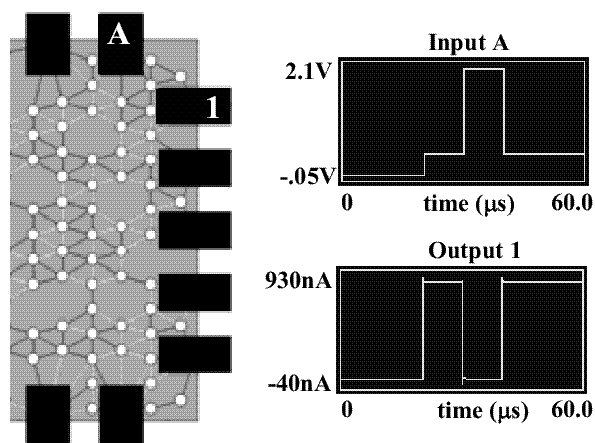 A
1
Input A
2.1V
-.05V
0 time (μs) 60.0
Output 1
930nA
-40nA
0 time (μs) 60.0